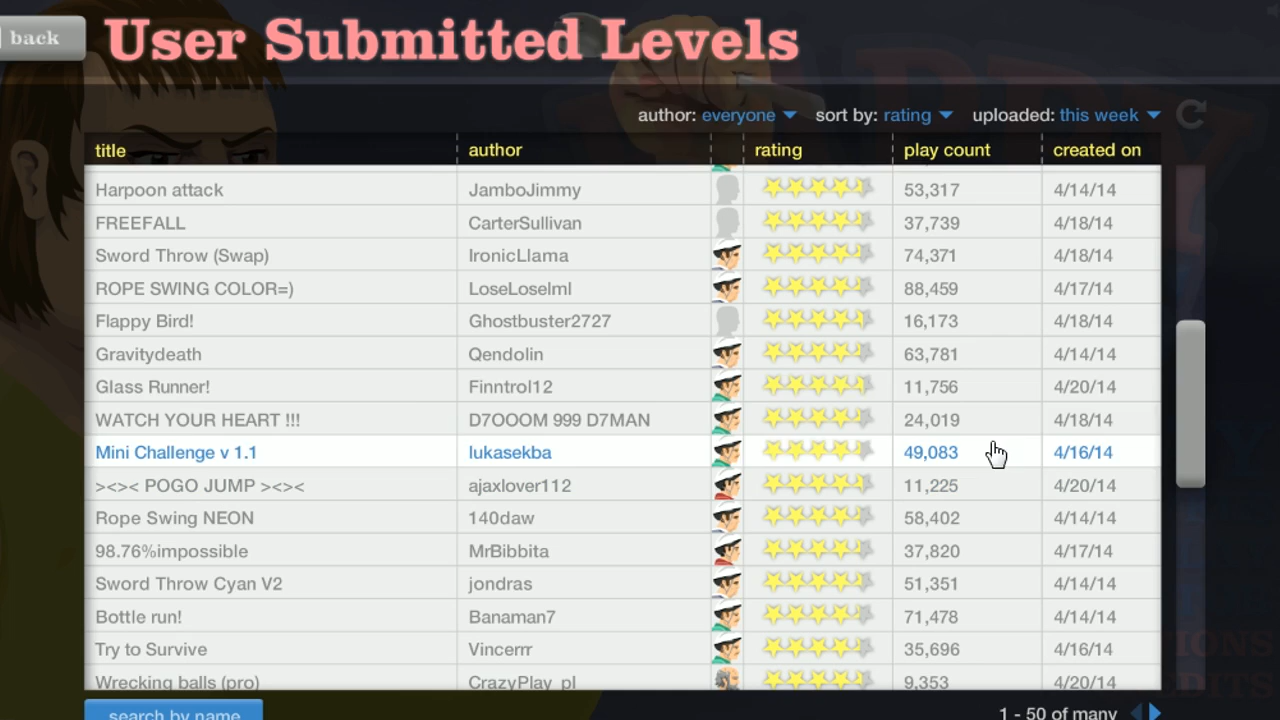 back
User Submitted Levels
author: everyone sort by: rating uploaded: this week
title author rating play count created on
Harpoon attack JamboJimmy 53,317 4/14/14
FREEFALL CarterSullivan 37,739 4/18/14
Sword Throw (Swap) IronicLlama 74,371 4/18/14
ROPE SWING COLOR=) LoseLoselml 88,459 4/17/14
Flappy Bird! Ghostbuster2727 16,173 4/18/14
Gravitydeath Qendolin 63,781 4/14/14
Glass Runner! Finntrol12 11,756 4/20/14
WATCH YOUR HEART !!! D7OOOM 999 D7MAN 24,019 4/18/14
Mini Challenge v 1.1 lukasekba 49,083 4/16/14
><>< POGO JUMP ><>< ajaxlover112 11,225 4/20/14
Rope Swing NEON 140daw 58,402 4/14/14
98.76%impossible MrBibbita 37,820 4/17/14
Sword Throw Cyan V2 jondras 51,351 4/14/14
Bottle run! Banaman7 71,478 4/14/14
Try to Survive Vincerrr 35,696 4/16/14
Wrecking balls (pro) CrazyPlay pl 9,353 4/20/14
search by name 1 - 50 of many